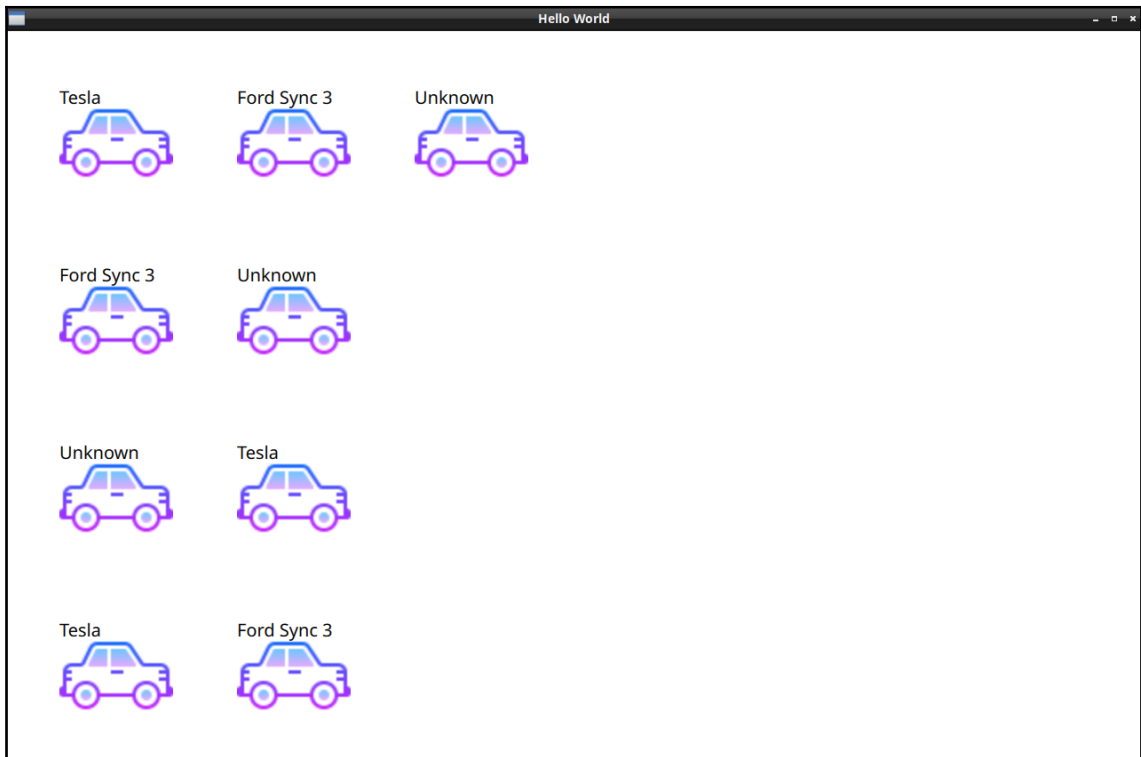 Hello World
Tesla Ford Sync 3 Unknown
Ford Sync 3 Unknown
Unknown Tesla
Tesla Ford Sync 3